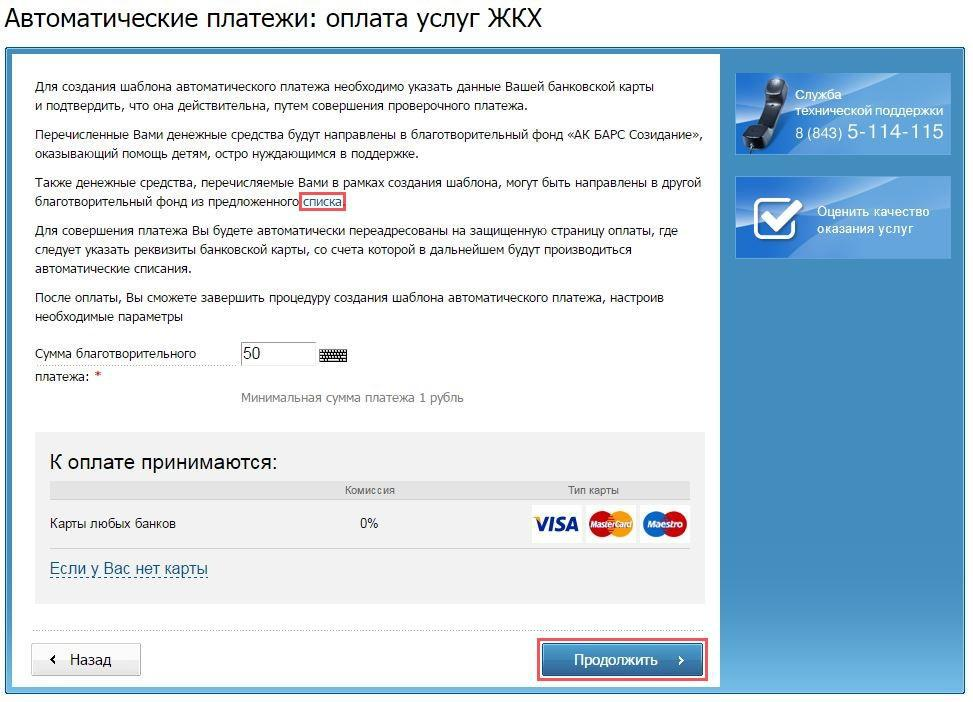 Автоматические платежи: оплата услуг ЖКХ
Для создания шаблона автоматического платежа необходимо указать данные Вашей банковской карты
и подтвердить, что она действительна, путем совершения проверочного платежа.
Перечисленные Вами денежные средства будут направлены в благотворительный фонд «АК БАРС Созидание»,
оказывающий помощь детям, остро нуждающимся в поддержке.
Также денежные средства, перечисляемые Вами в рамках создания шаблона, могут быть направлены в другой
благотворительный фонд из предложенного списка.
Для совершения платежа Вы будете автоматически переадресованы на защищенную страницу оплаты, где
следует указать реквизиты банковской карты, со счета которой в дальнейшем будут производиться
автоматические списания.
После оплаты, Вы сможете завершить процедуру создания шаблона автоматического платежа, настроив
необходимые параметры
Сумма благотворительного
платежа: *
50
Минимальная сумма платежа 1 рубль
К оплате принимаются:
Комиссия Тип карты
Карты любых банков 0% VISA MasterCard Maestro
Если у Вас нет карты
Назад
Продолжить
Служба
технической поддержки
8 (843) 5-114-115
Оценить качество
оказания услуг